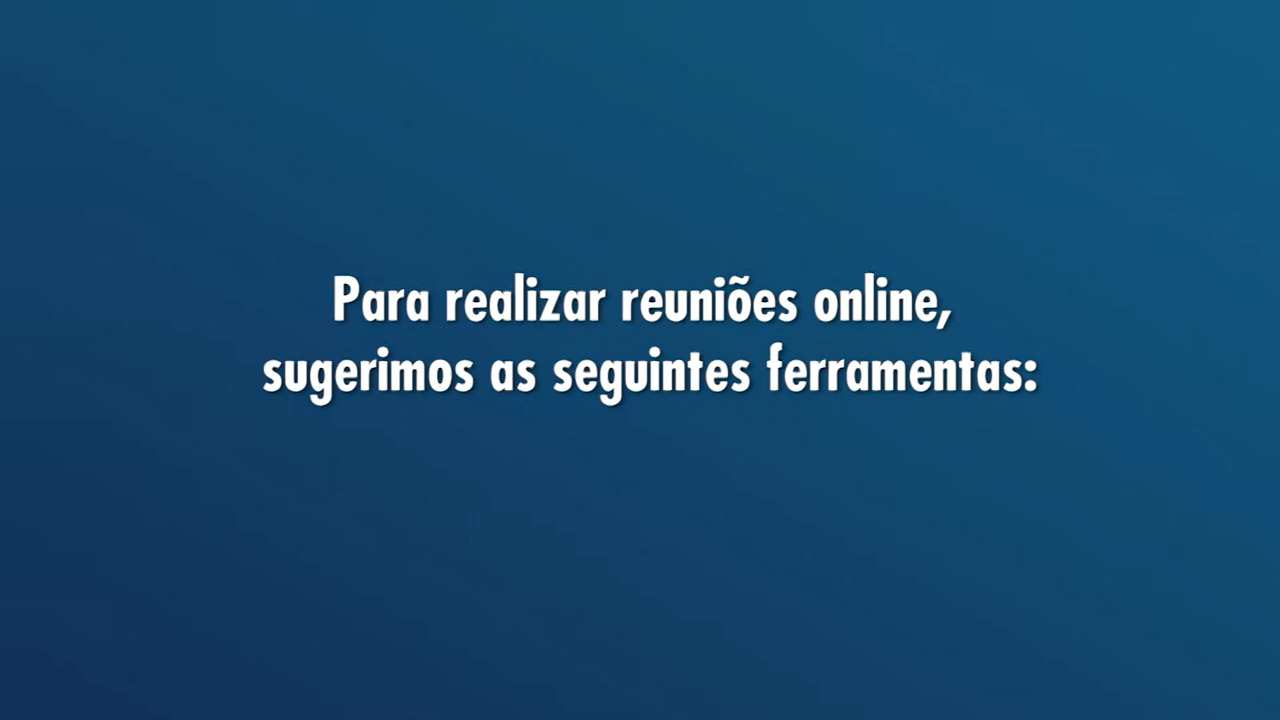 Para realizar reuniões online,
sugerimos as seguintes ferramentas: